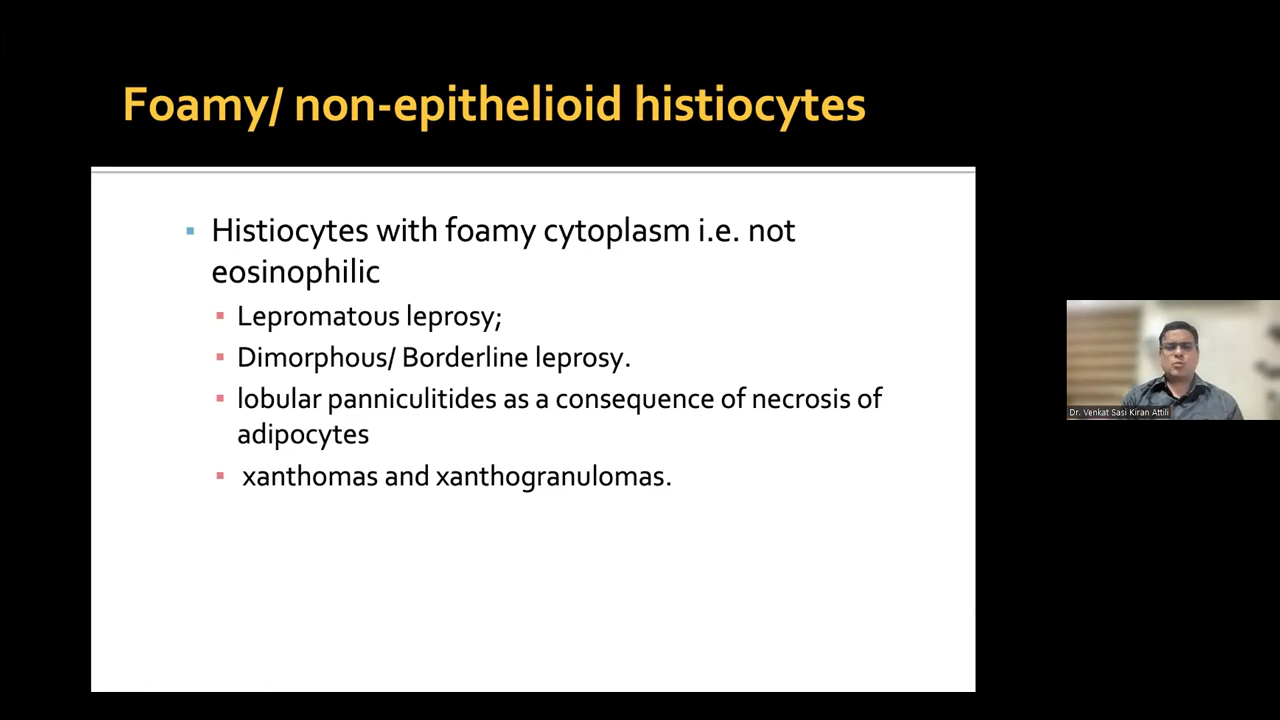 Foamy/ non-epithelioid histiocytes
Histiocytes with foamy cytoplasm i.e. not
eosinophilic
Lepromatous leprosy;
Dimorphous/ Borderline leprosy.
lobular panniculitides as a consequence of necrosis of
adipocytes
xanthomas and xanthogranulomas.
Dr. Venkat Sasi Kiran Attili